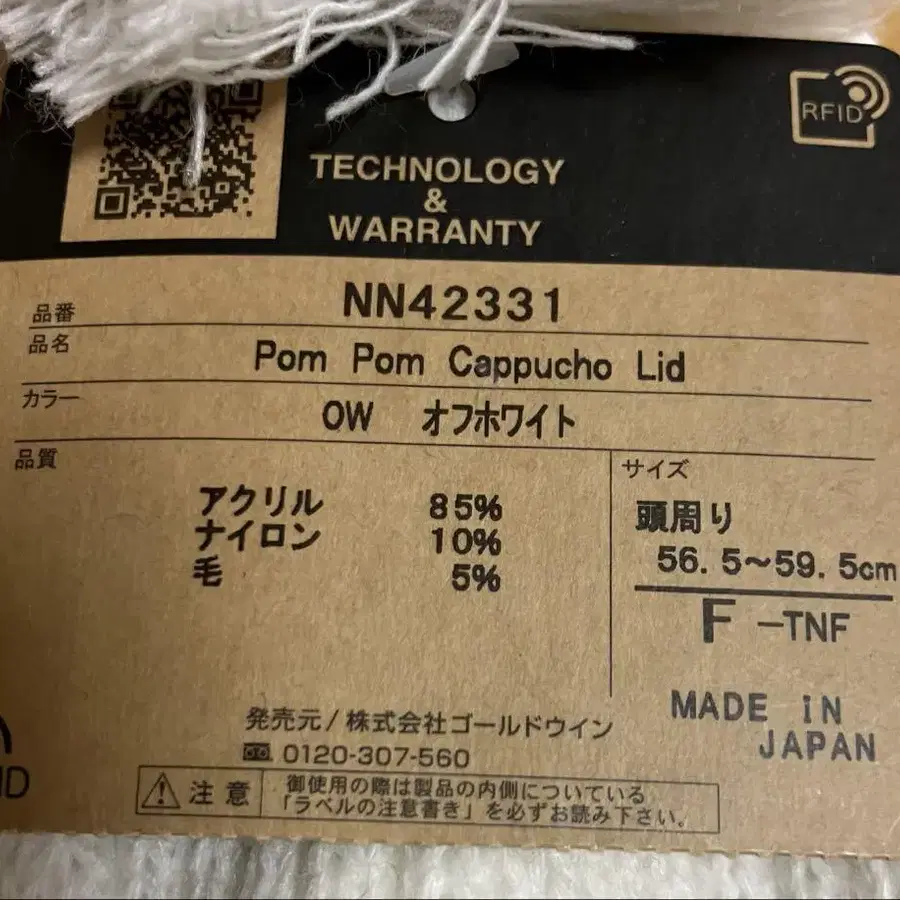 RFID
TECHNOLOGY
&
WARRANTY
品番 NN42331
品名 Pom Pom Cappucho Lid
カラー OW オフホワイト
品質
アクリル 85%
ナイロン 10%
毛 5%
サイズ
頭周り
56.5～59.5cm
F -TNF
MADE IN
JAPAN
発売元/株式会社ゴールドウイン
0120-307-560
注意
御使用の際は製品の内側についている
「ラベルの注意書き」を必ずお読み下さい。